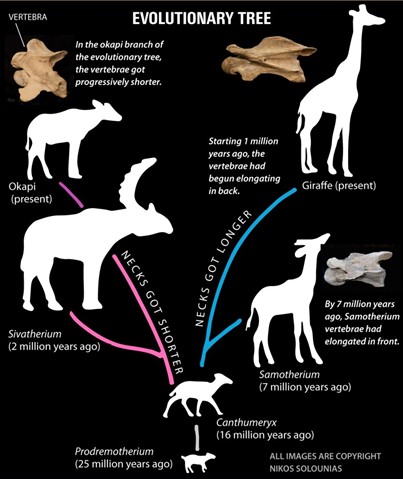 EVOLUTIONARY TREE
VERTEBRA
In the okapi branch of
the evolutionary tree,
the vertebrae got
progressively shorter.
Starting 1 million
years ago, the
vertebrae had
begun elongating
in back.
Okapi
(present)
Giraffe (present)
NECKS GOT SHORTER
NECKS GOT LONGER
By 7 million years
ago, Samotherium
vertebrae had
elongated in front.
Sivatherium
(2 million years ago)
Samotherium
(7 million years ago)
Canthumeryx
(16 million years ago)
Prodremotherium
(25 million years ago)
ALL IMAGES ARE COPYRIGHT
NIKOS SOLOUNIAS